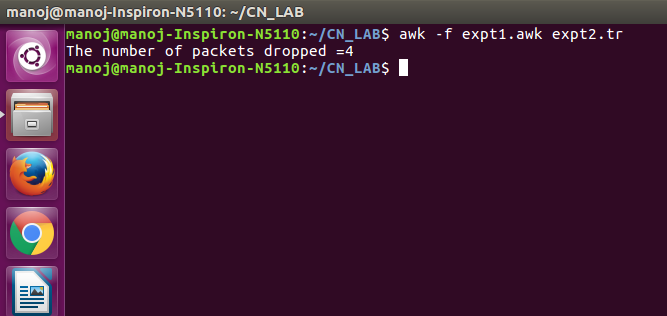 manoj@manoj-Inspiron-N5110: ~/CN_LAB
manoj@manoj-Inspiron-N5110:~/CN_LAB$ awk -f expt1.awk expt2.tr
The number of packets dropped =4
manoj@manoj-Inspiron-N5110:~/CN_LAB$